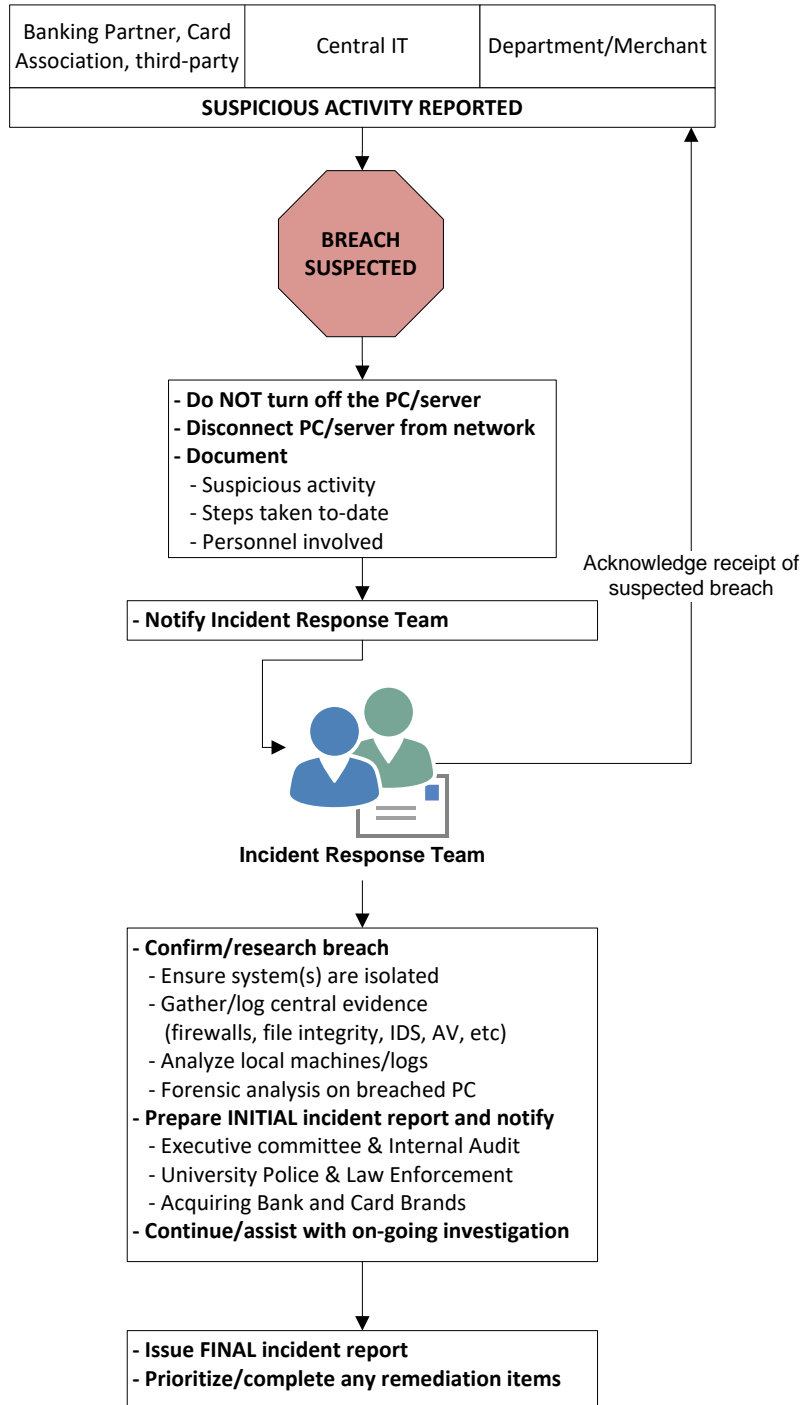 Banking Partner, Card
Association, third-party
Central IT
Department/Merchant
SUSPICIOUS ACTIVITY REPORTED
BREACH
SUSPECTED
- Do NOT turn off the PC/server
- Disconnect PC/server from network
- Document
- Suspicious activity
- Steps taken to-date
- Personnel involved
Acknowledge receipt of
suspected breach
- Notify Incident Response Team
Incident Response Team
- Confirm/research breach
- Ensure system(s) are isolated
- Gather/log central evidence
(firewalls, file integrity, IDS, AV, etc)
- Analyze local machines/logs
- Forensic analysis on breached PC
- Prepare INITIAL incident report and notify
- Executive committee & Internal Audit
- University Police & Law Enforcement
- Acquiring Bank and Card Brands
- Continue/assist with on-going investigation
- Issue FINAL incident report
- Prioritize/complete any remediation items